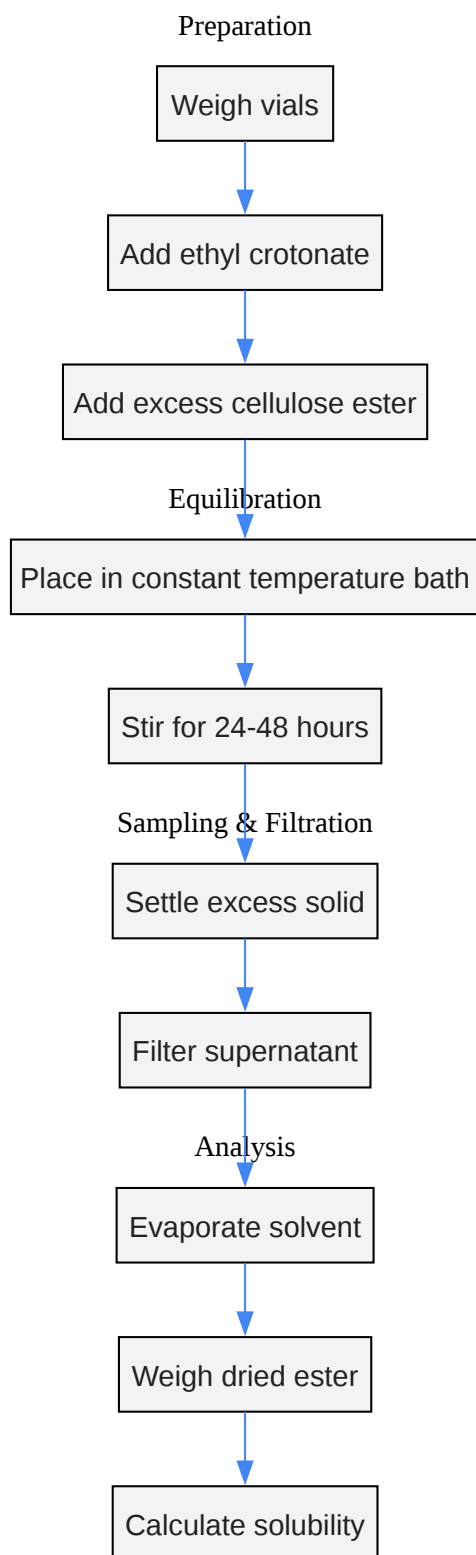 Preparation
Weigh vials
Add ethyl crotonate
Add excess cellulose ester
Equilibration
Place in constant temperature bath
Stir for 24-48 hours
Sampling & Filtration
Settle excess solid
Filter supernatant
Analysis
Evaporate solvent
Weigh dried ester
Calculate solubility